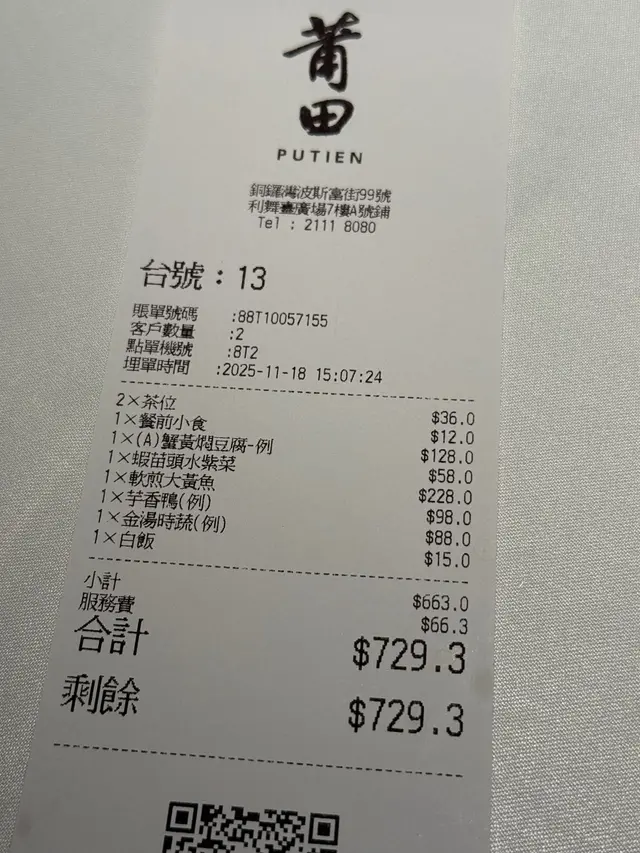 莆田
PUTIEN
銅鑼灣波斯富街99號
利舞臺廣場7樓A號鋪
Tel : 2111 8080
台號：13
賬單號碼 :88T10057155
客戶數量 :2
點單機號 :8T2
埋單時間 :2025-11-18 15:07:24
2×茶位 $36.0
1×餐前小食 $12.0
1×(A)蟹黃焗豆腐-例 $128.0
1×蝦苗頭水紫菜 $58.0
1×軟煎大黃魚 $228.0
1×芋香鴨(例) $98.0
1×金湯時蔬(例) $88.0
1×白飯 $15.0
小計 $663.0
服務費 $66.3
合計 $729.3
剩餘 $729.3